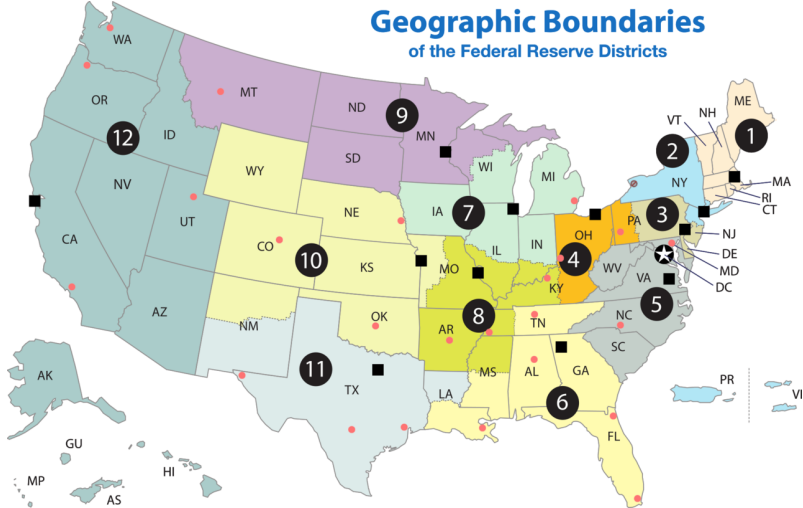 Geographic Boundaries
of the Federal Reserve Districts
WA
MT
ND
9
MN
ME
VT
NH
1
OR
12
ID
SD
WI
MI
2
NY
MA
RI
CT
WY
NV
UT
NE
IA
7
PA
3
NJ
DE
MD
DC
CA
CO
10
KS
MO
IL
IN
OH
4
WV
VA
KY
5
AZ
NM
OK
AR
8
TN
NC
SC
11
TX
LA
MS
AL
GA
6
FL
AK
PR
VI
GU
HI
MP
AS